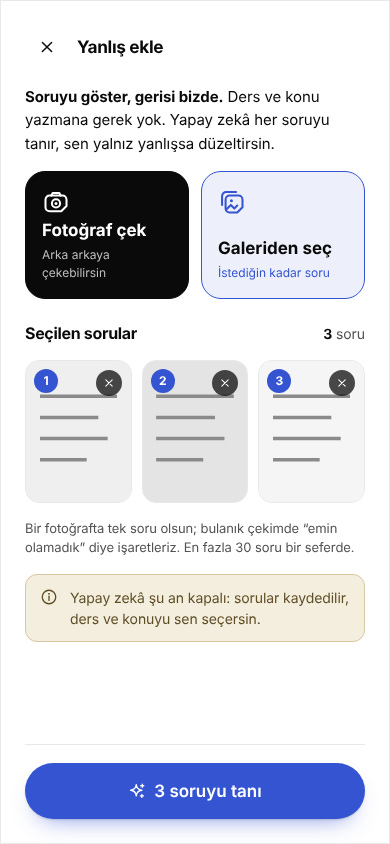 Yanlış ekle
Soruyu göster, gerisi bizde. Ders ve konu
yazmana gerek yok. Yapay zekâ her soruyu
tanır, sen yalnız yanlışsa düzeltirsin.
Fotoğraf çek
Arka arkaya
çekebilirsin
Galeriden seç
İstediğin kadar soru
Seçilen sorular
3 soru
1
2
3
Bir fotoğrafta tek soru olsun; bulanık çekimde “emin
olamadık” diye işaretleriz. En fazla 30 soru bir seferde.
Yapay zekâ şu an kapalı: sorular kaydedilir,
ders ve konuyu sen seçersin.
3 soruyu tanı